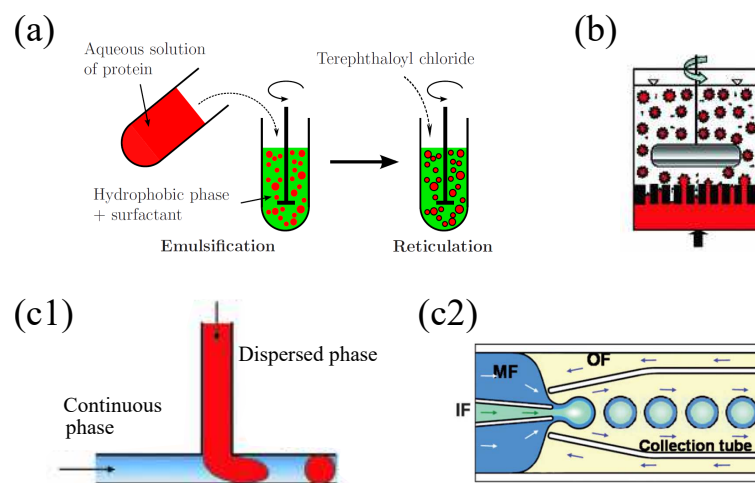 (a)
Aqueous solution
of protein
Terephthaloyl chloride
Hydrophobic phase
+ surfactant
Emulsification
Reticulation
(b)
(c1)
Dispersed phase
Continuous
phase
(c2)
MF
OF
IF
Collection tube